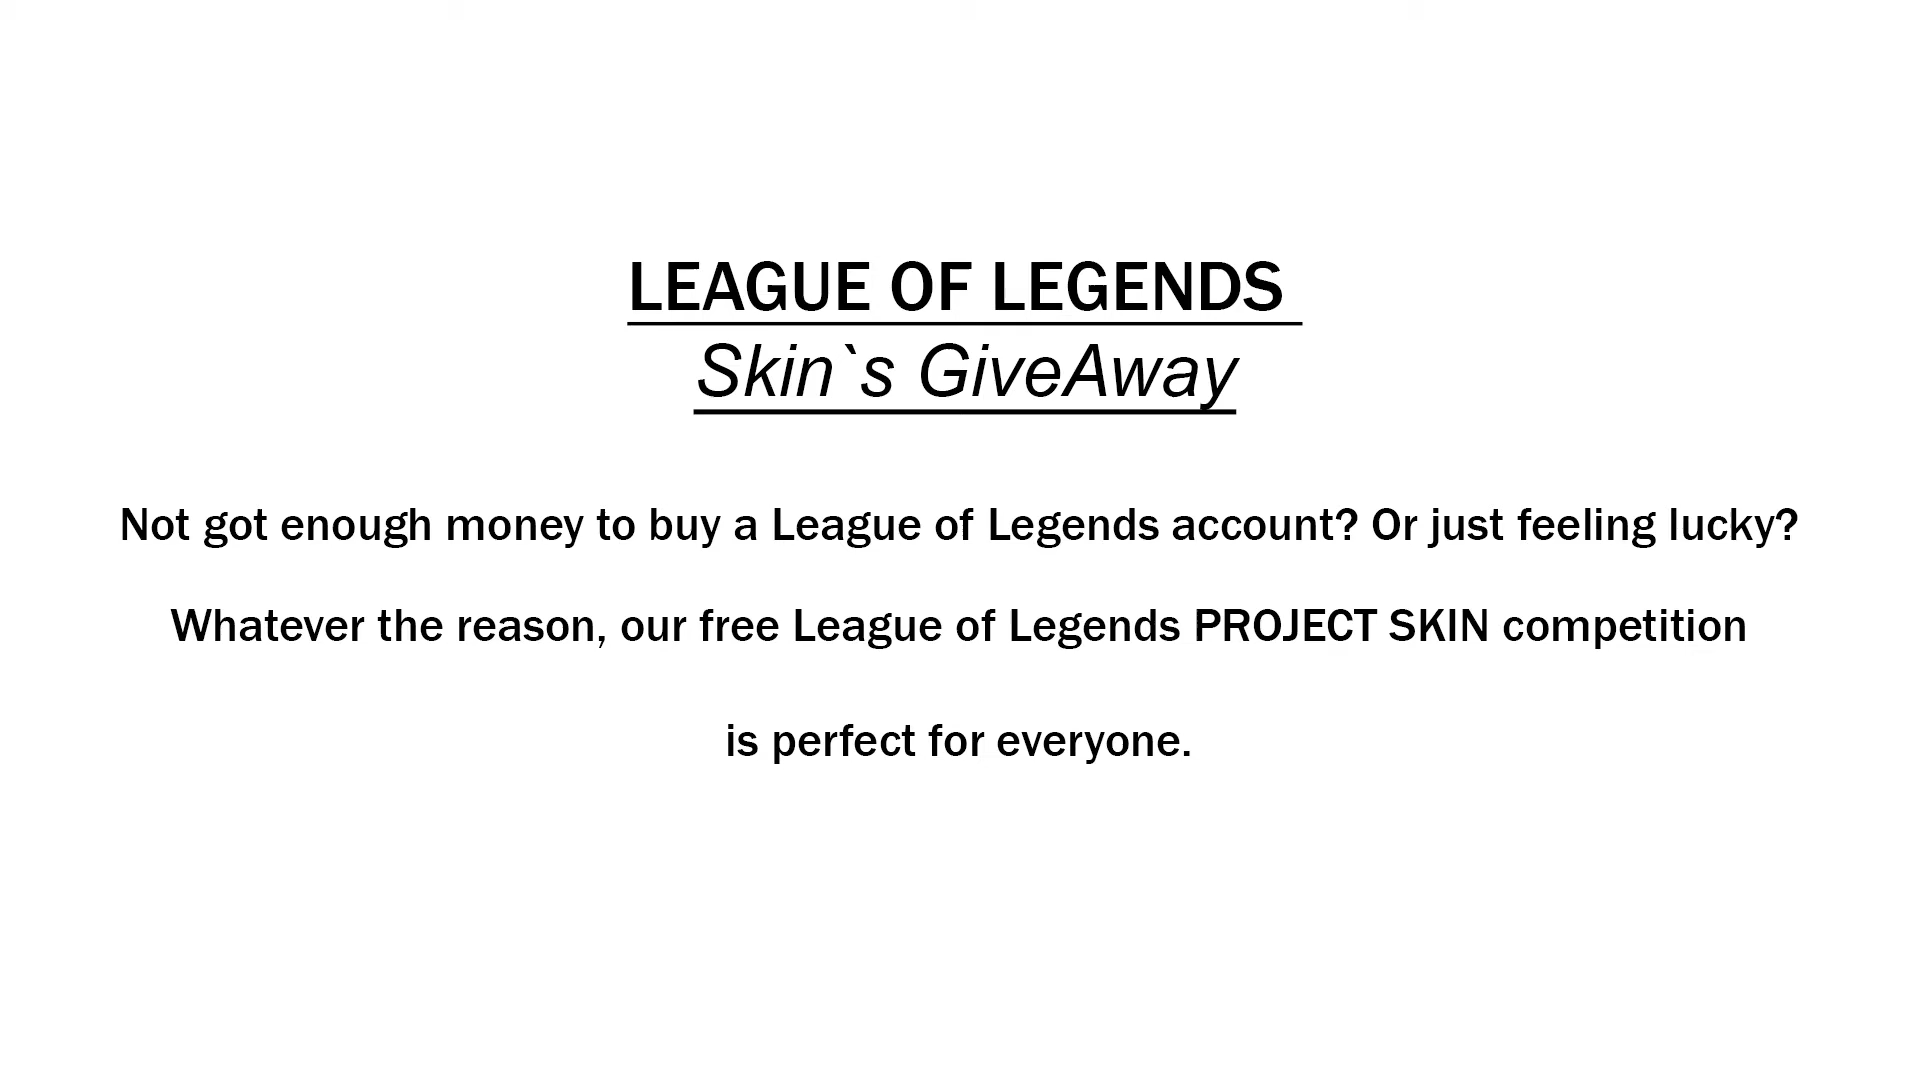 LEAGUE OF LEGENDS
Skin`s GiveAway
Not got enough money to buy a League of Legends account? Or just feeling lucky?
Whatever the reason, our free League of Legends PROJECT SKIN competition
is perfect for everyone.